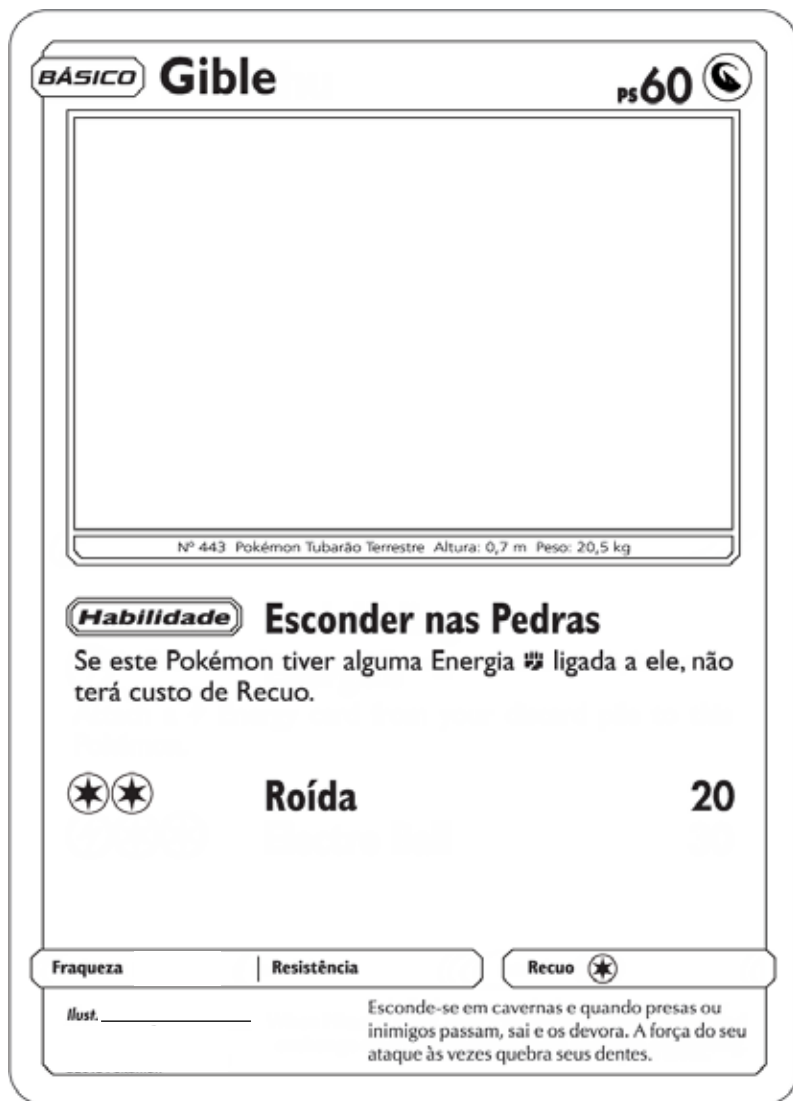 BÁSICO Gible PS60
Nº 443 Pokémon Tubarão Terrestre Altura: 0,7 m Peso: 20,5 kg
Habilidade Esconder nas Pedras
Se este Pokémon tiver alguma Energia ligada a ele, não
terá custo de Recuo.
Roída 20
Fraqueza Resistência Recuo
Ilust.
Esconde-se em cavernas e quando presas ou
inimigos passam, sai e os devora. A força do seu
ataque às vezes quebra seus dentes.